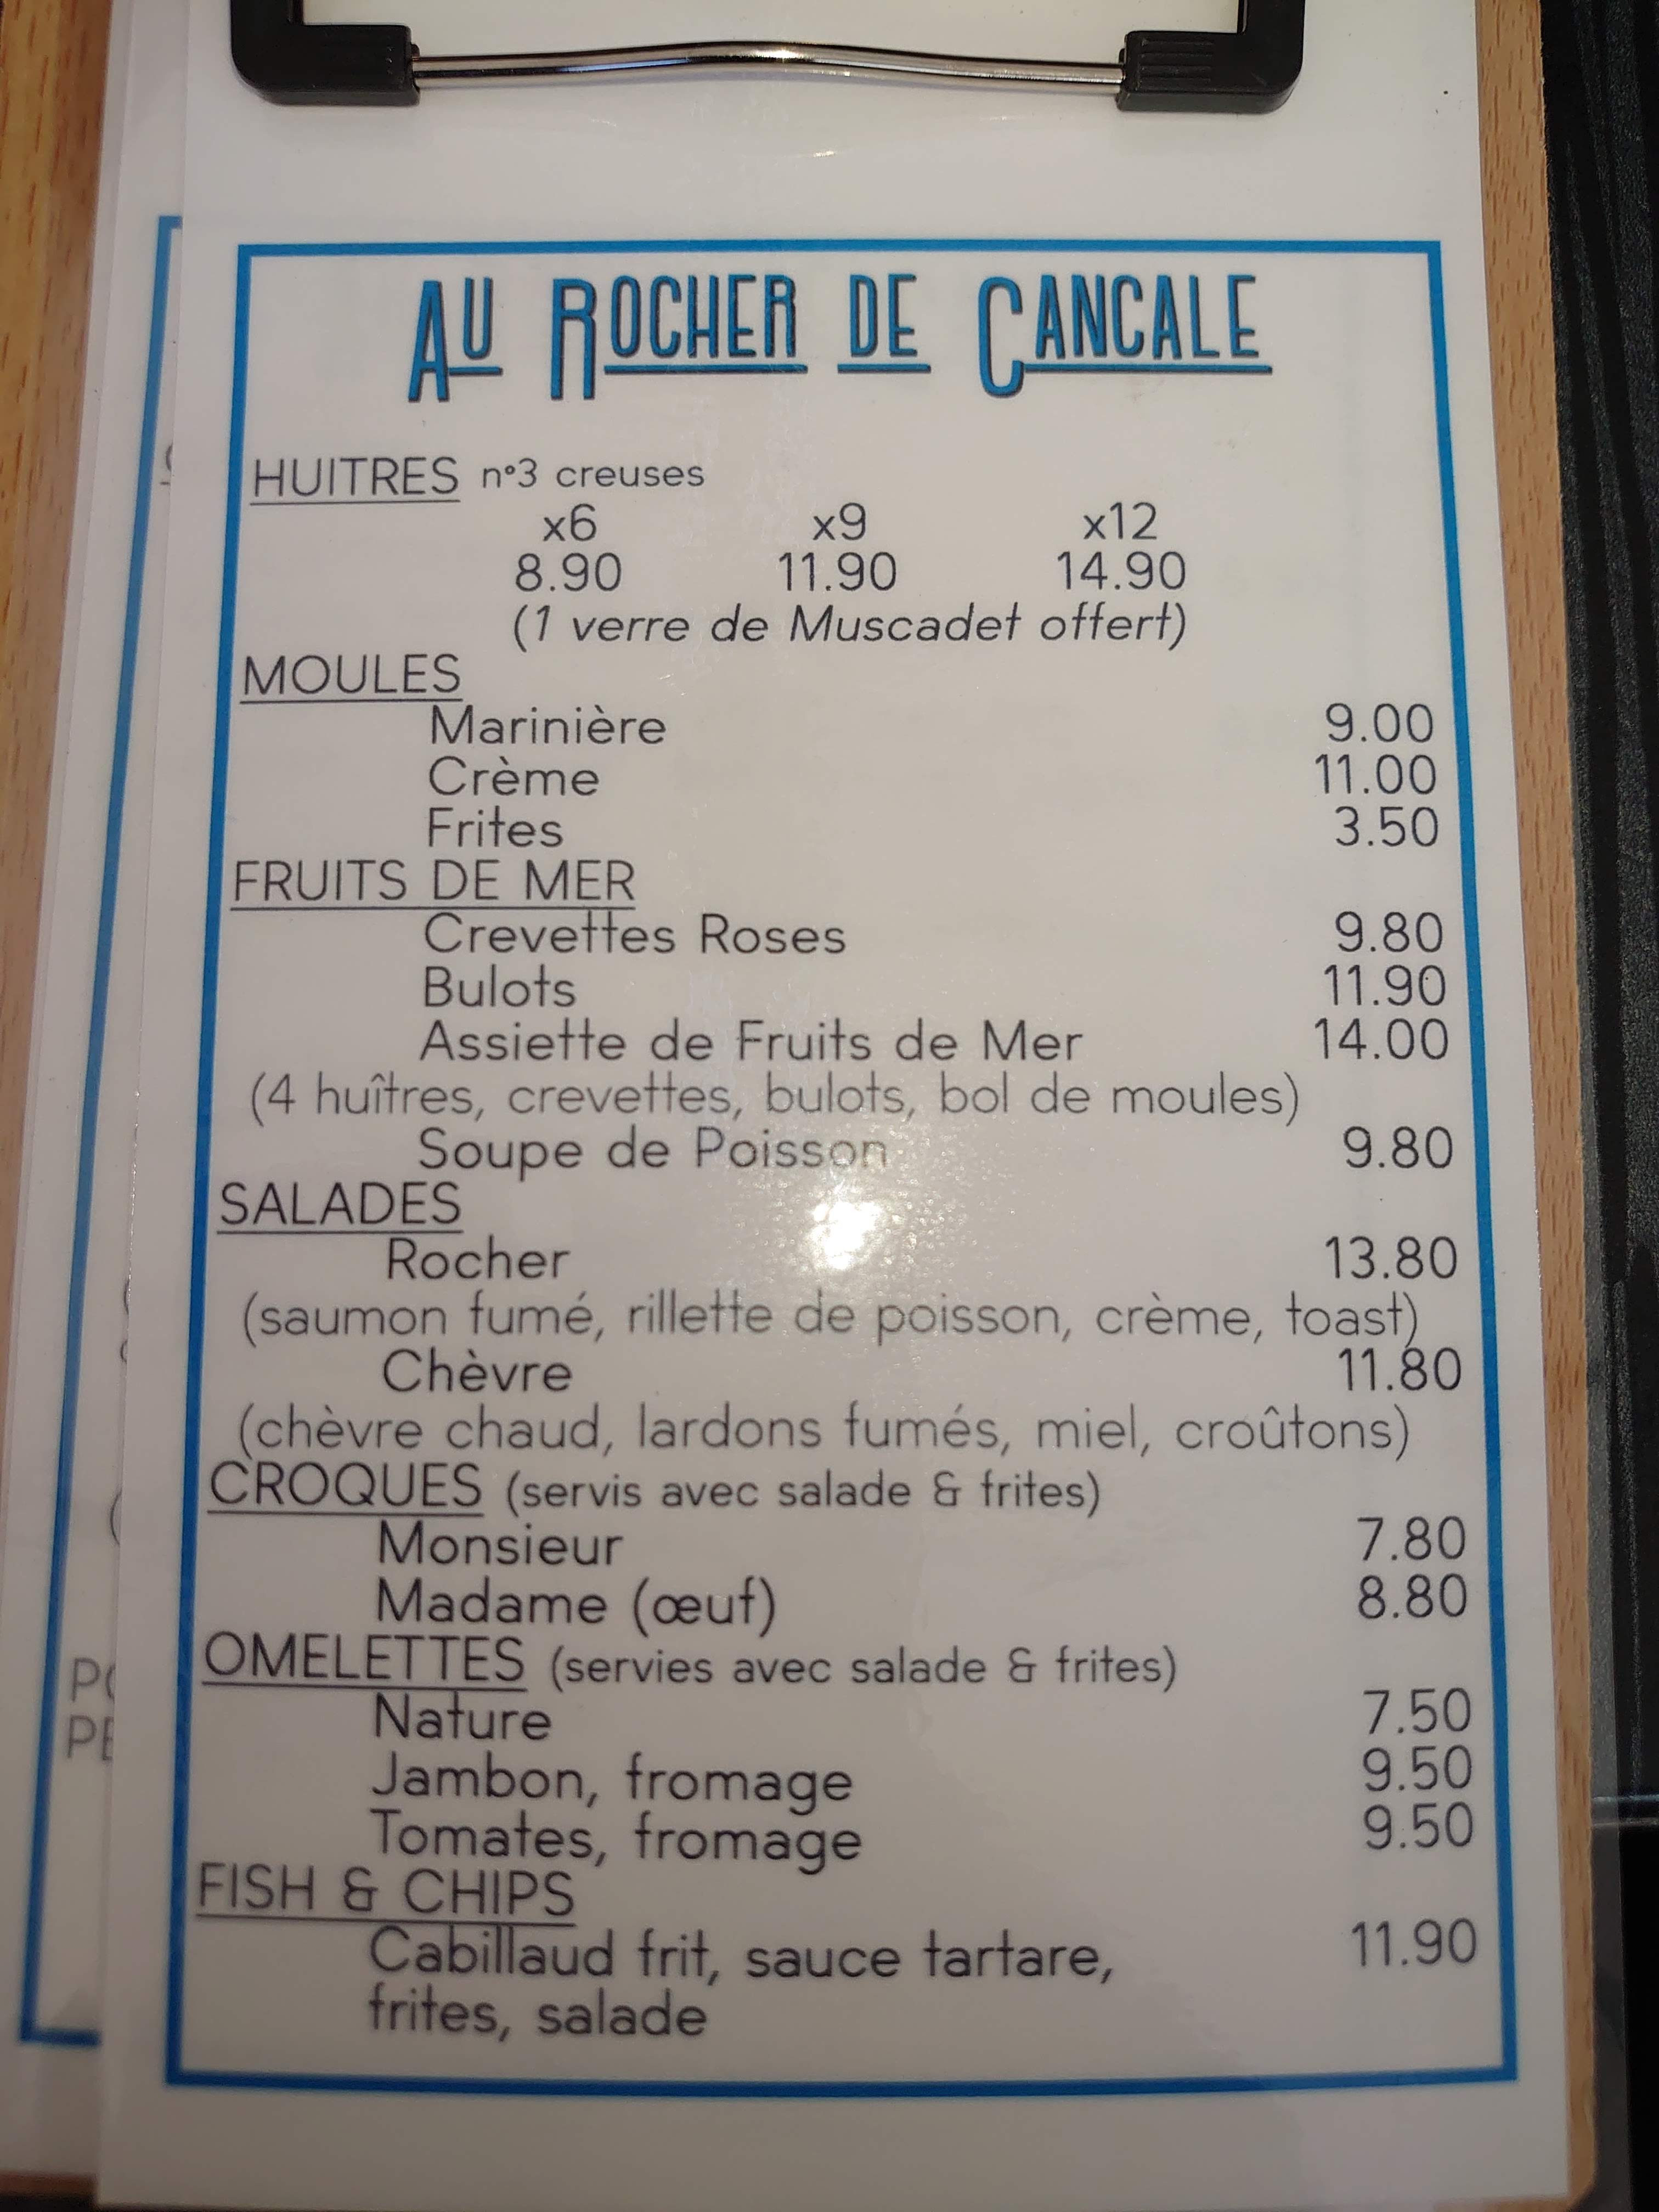 AU ROCHER DE CANCALE
HUITRES n°3 creuses
x6 x9 x12
8.90 11.90 14.90
(1 verre de Muscadet offert)
MOULES
Marinière 9.00
Crème 11.00
Frites 3.50
FRUITS DE MER
Crevettes Roses 9.80
Bulots 11.90
Assiette de Fruits de Mer 14.00
(4 huîtres, crevettes, bulots, bol de moules)
Soupe de Poisson 9.80
SALADES
Rocher 13.80
(saumon fumé, rillette de poisson, crème, toast)
Chèvre 11.80
(chèvre chaud, lardons fumés, miel, croûtons)
CROQUES (servis avec salade & frites)
Monsieur 7.80
Madame (œuf) 8.80
OMELETTES (servies avec salade & frites)
Nature 7.50
Jambon, fromage 9.50
Tomates, fromage 9.50
FISH & CHIPS
Cabillaud frit, sauce tartare, 11.90
frites, salade